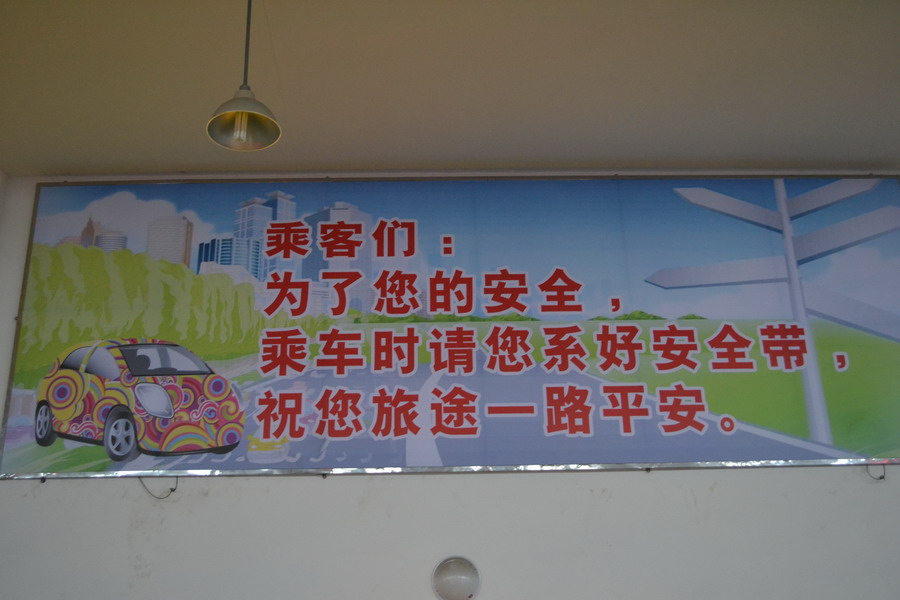 乘客们：
为了您的安全，
乘车时请您系好安全带，
祝您旅途一路平安。